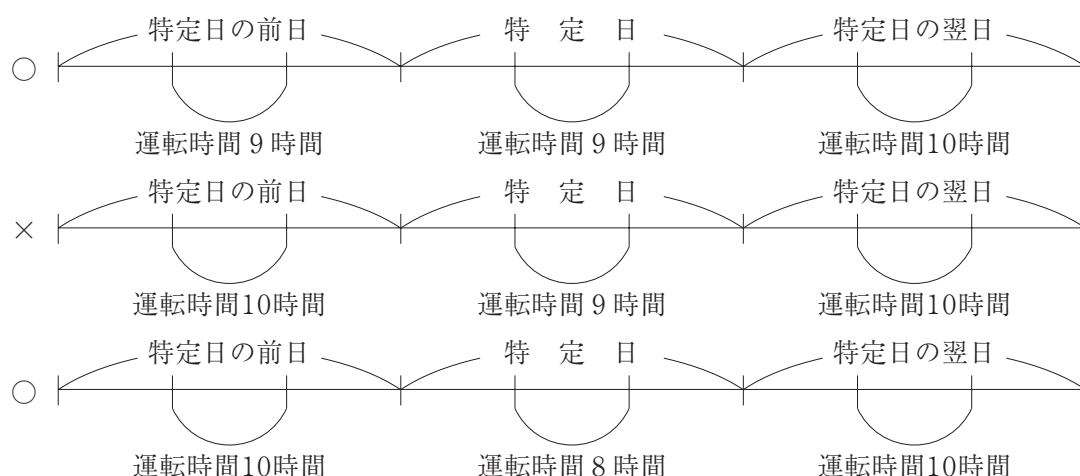 特定日の前日 特 定 日 特定日の翌日
○
運転時間9時間 運転時間9時間 運転時間10時間
特定日の前日 特 定 日 特定日の翌日
×
運転時間10時間 運転時間9時間 運転時間10時間
特定日の前日 特 定 日 特定日の翌日
○
運転時間10時間 運転時間8時間 運転時間10時間